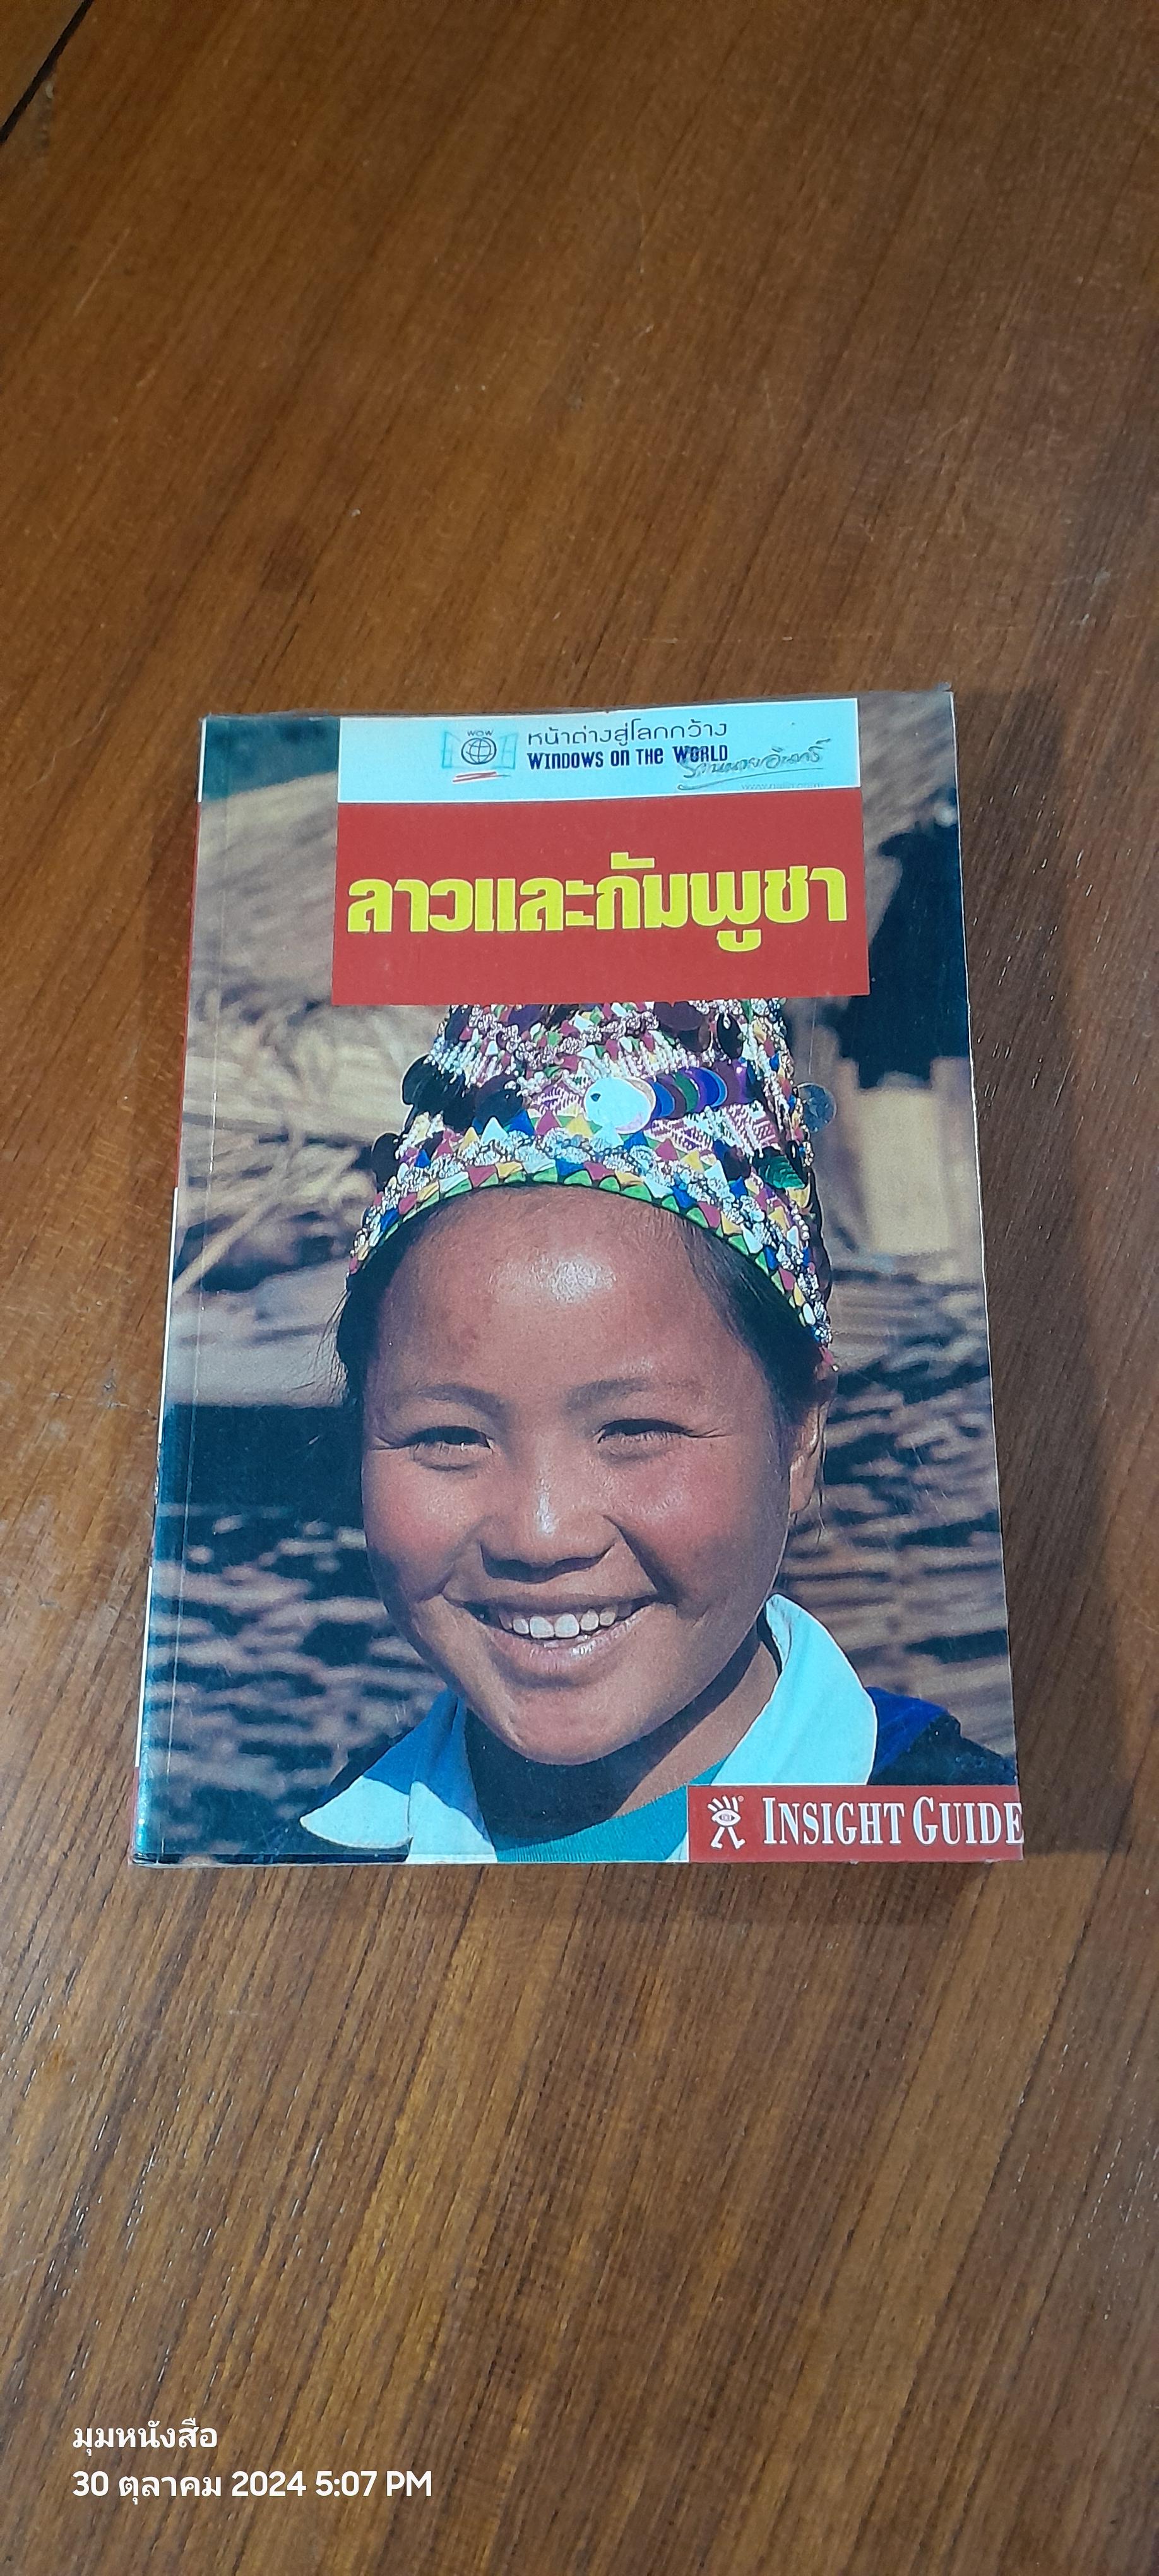 WOW
หน้าต่างสู่โลกกว้าง
WINDOWS ON THE WORLD
ลาวและกัมพูชา
INSIGHT GUIDE
มุมหนังสือ
30 ตุลาคม 2024 5:07 PM